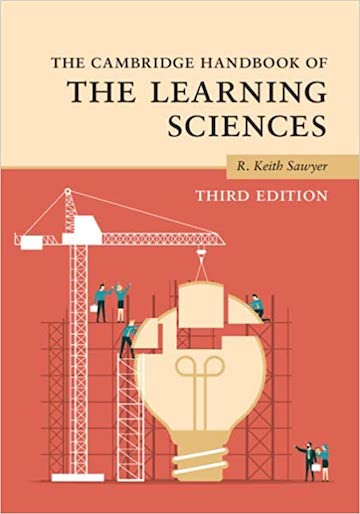 THE CAMBRIDGE HANDBOOK OF
THE LEARNING
SCIENCES
R. Keith Sawyer
THIRD EDITION